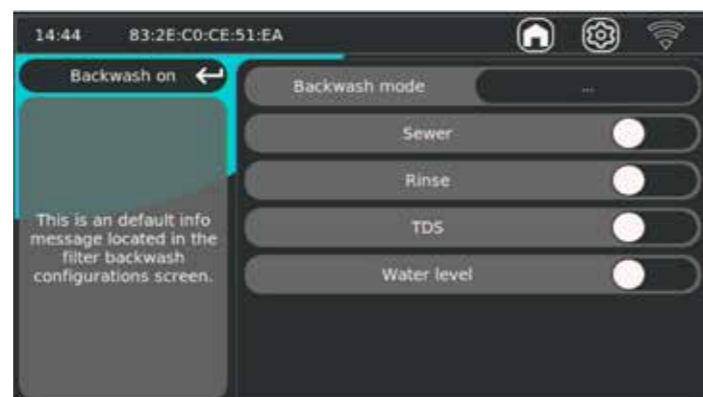 14:44 83:2E:C0:CE:51:EA
Backwash on
Backwash mode ...
Sewer
Rinse
TDS
Water level
This is an default info
message located in the
filter backwash
configurations screen.